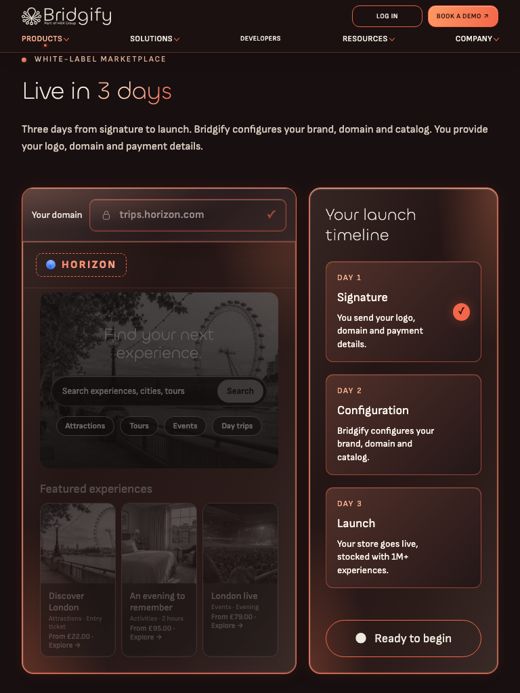 Bridgify
Part of HBX Group
LOG IN
BOOK A DEMO ↗
PRODUCTS
SOLUTIONS
DEVELOPERS
RESOURCES
COMPANY
WHITE-LABEL MARKETPLACE
Live in 3 days
Three days from signature to launch. Bridgify configures your brand, domain and catalog. You provide
your logo, domain and payment details.
Your domain
trips.horizon.com
HORIZON
Find your next
experience.
Search experiences, cities, tours
Search
Attractions
Tours
Events
Day trips
Featured experiences
Discover
London
Attractions · Entry
ticket
From £22.00 ·
Explore →
An evening to
remember
Activities · 2 hours
From £95.00 ·
Explore →
London live
Events · Evening
From £79.00 ·
Explore →
Your launch
timeline
DAY 1
Signature
You send your logo,
domain and payment
details.
DAY 2
Configuration
Bridgify configures your
brand, domain and
catalog.
DAY 3
Launch
Your store goes live,
stocked with 1M+
experiences.
Ready to begin